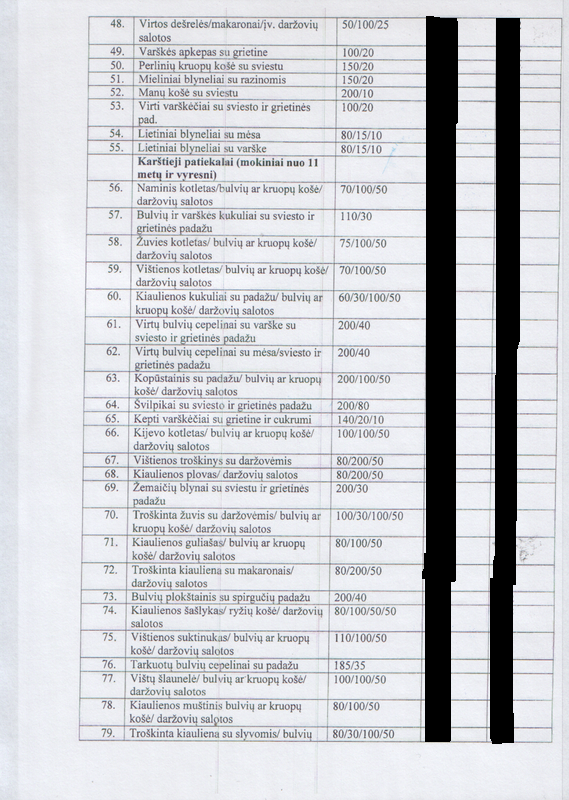 48. Virtos dešrelės/makaronai/įv. daržovių 50/100/25
salotos
49. Varškės apkepas su grietine 100/20
50. Perlinių kruopų košė su sviestu 150/20
51. Mieliniai blyneliai su razinomis 150/20
52. Manų košė su sviestu 200/10
53. Virti varškėčiai su sviesto ir grietinės 100/20
pad.
54. Lietiniai blyneliai su mėsa 80/15/10
55. Lietiniai blyneliai su varške 80/15/10
Karštieji patiekalai (mokiniai nuo 11
metų ir vyresni)
56. Naminis kotletas/bulvių ar kruopų košė/ 70/100/50
daržovių salotos
57. Bulvių ir varškės kukuliai su sviesto ir 110/30
grietinės padažu
58. Žuvies kotletas/ bulvių ar kruopų košė/ 75/100/50
daržovių salotos
59. Vištienos kotletas/ bulvių ar kruopų košė/ 70/100/50
daržovių salotos
60. Kiaulienos kukuliai su padažu/ bulvių ar 60/30/100/50
kruopų košė/ daržovių salotos
61. Virtų bulvių cepelinai su varške su 200/40
sviesto ir grietinės padažu
62. Virtų bulvių cepelinai su mėsa/sviesto ir 200/40
grietinės padažu
63. Kopūstainis su padažu/ bulvių ar kruopų 200/100/50
košė/ daržovių salotos
64. Švilpikai su sviesto ir grietinės padažu 200/80
65. Kepti varškėčiai su grietine ir cukrumi 140/20/10
66. Kijevo kotletas/ bulvių ar kruopų košė/ 100/100/50
daržovių salotos
67. Vištienos troškinys su daržovėmis 80/200/50
68. Kiaulienos plovas/ daržovių salotos 80/200/50
69. Žemaičių blynai su sviestu ir grietinės 200/30
padažu
70. Troškinta žuvis su daržovėmis/ bulvių ar 100/30/100/50
kruopų košė/ daržovių salotos
71. Kiaulienos guliašas/ bulvių ar kruopų 80/100/50
košė/ daržovių salotos
72. Troškinta kiauliena su makaronais/ 80/200/50
daržovių salotos
73. Bulvių plokštainis su spirgučių padažu 200/40
74. Kiaulienos šašlykas/ ryžių košė/ daržovių 80/100/50/50
salotos
75. Vištienos suktinukas/ bulvių ar kruopų 110/100/50
košė/ daržovių salotos
76. Tarkuotų bulvių cepelinai su padažu 185/35
77. Vištų šlaunelė/ bulvių ar kruopų košė/ 100/100/50
daržovių salotos
78. Kiaulienos muštinis bulvių ar kruopų 80/100/50
košė/ daržovių salotos
79. Troškinta kiauliena su slyvomis/ bulvių 80/30/100/50